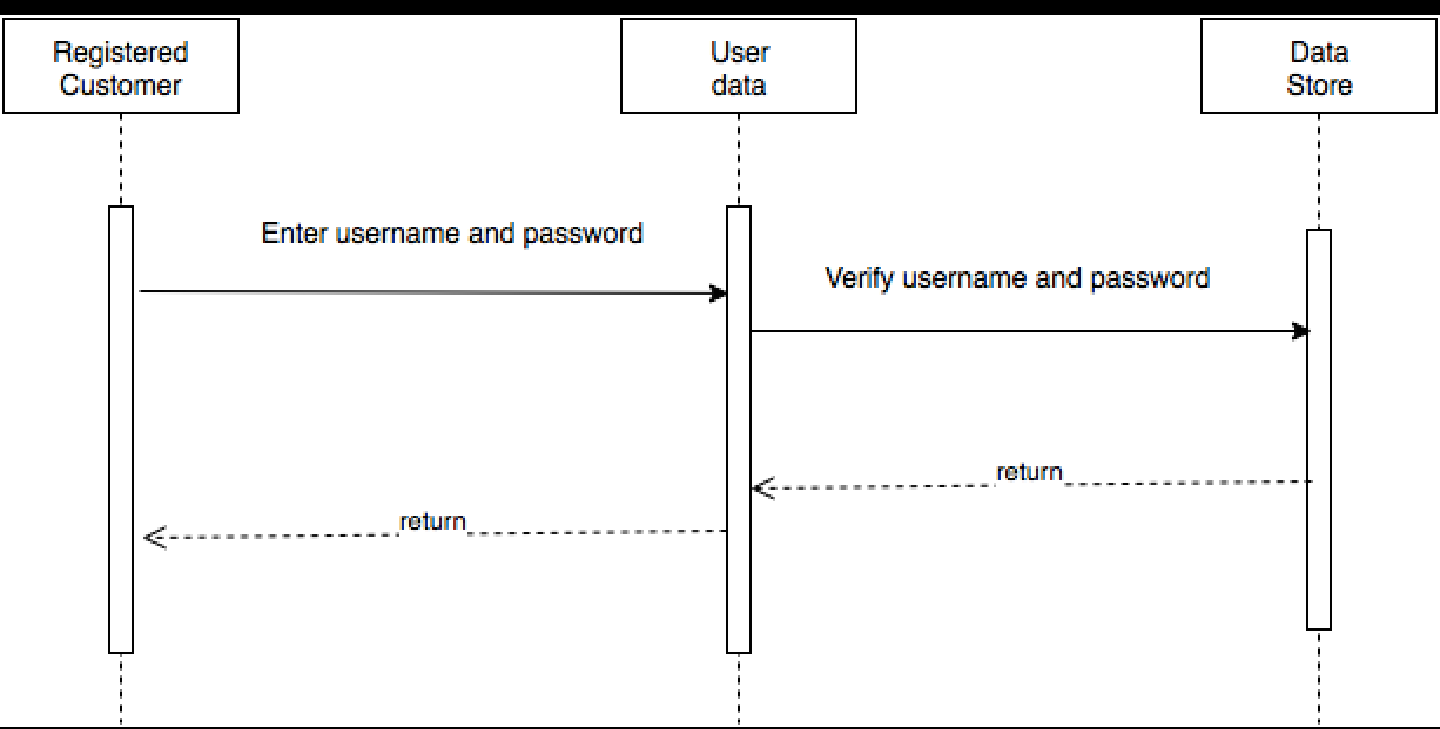 Registered
Customer
User
data
Data
Store
Enter username and password
Verify username and password
return
return